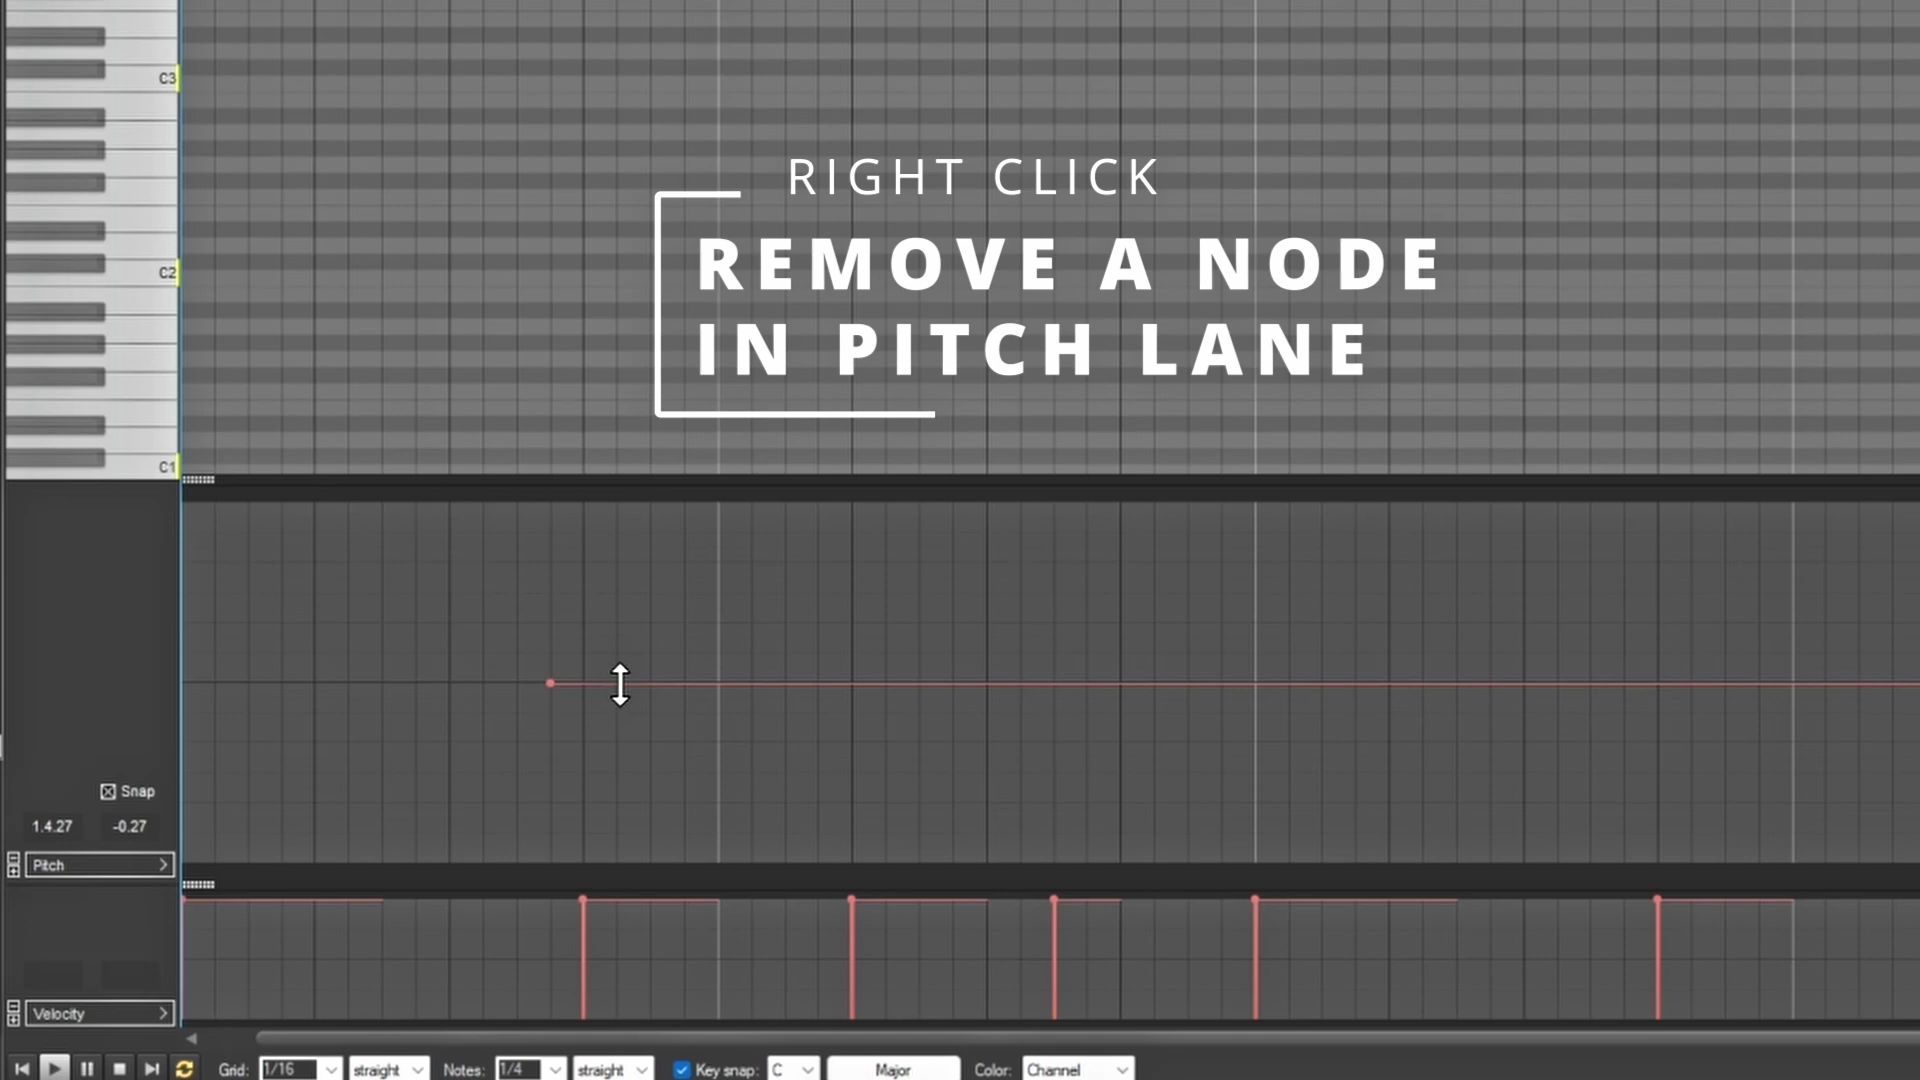 C3
RIGHT CLICK
REMOVE A NODE
IN PITCH LANE
C2
C1
Snap
1.4.27 -0.27
Pitch
Velocity
Grid: 1/16 straight Notes: 1/4 straight Key snap: C Major Color: Channel